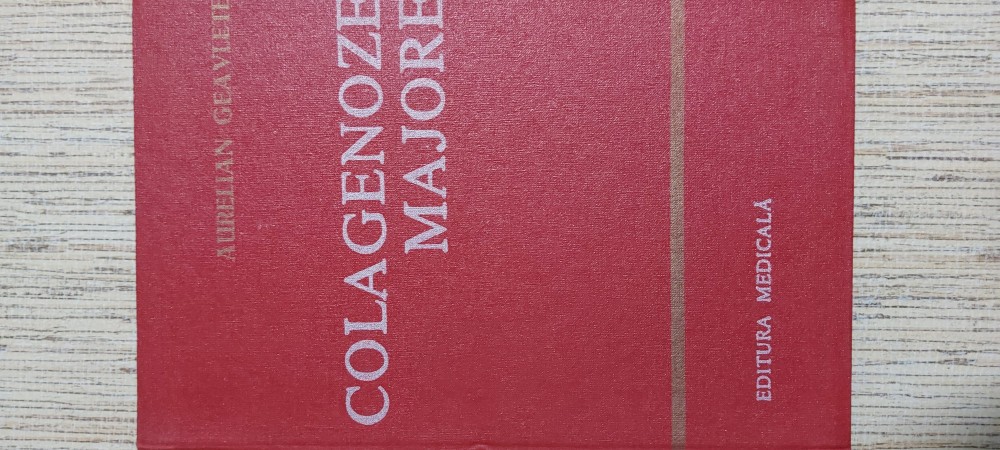 AURELIAN GEAVLETE
COLAGENOZE
MAJORE
EDITURA MEDICALĂ